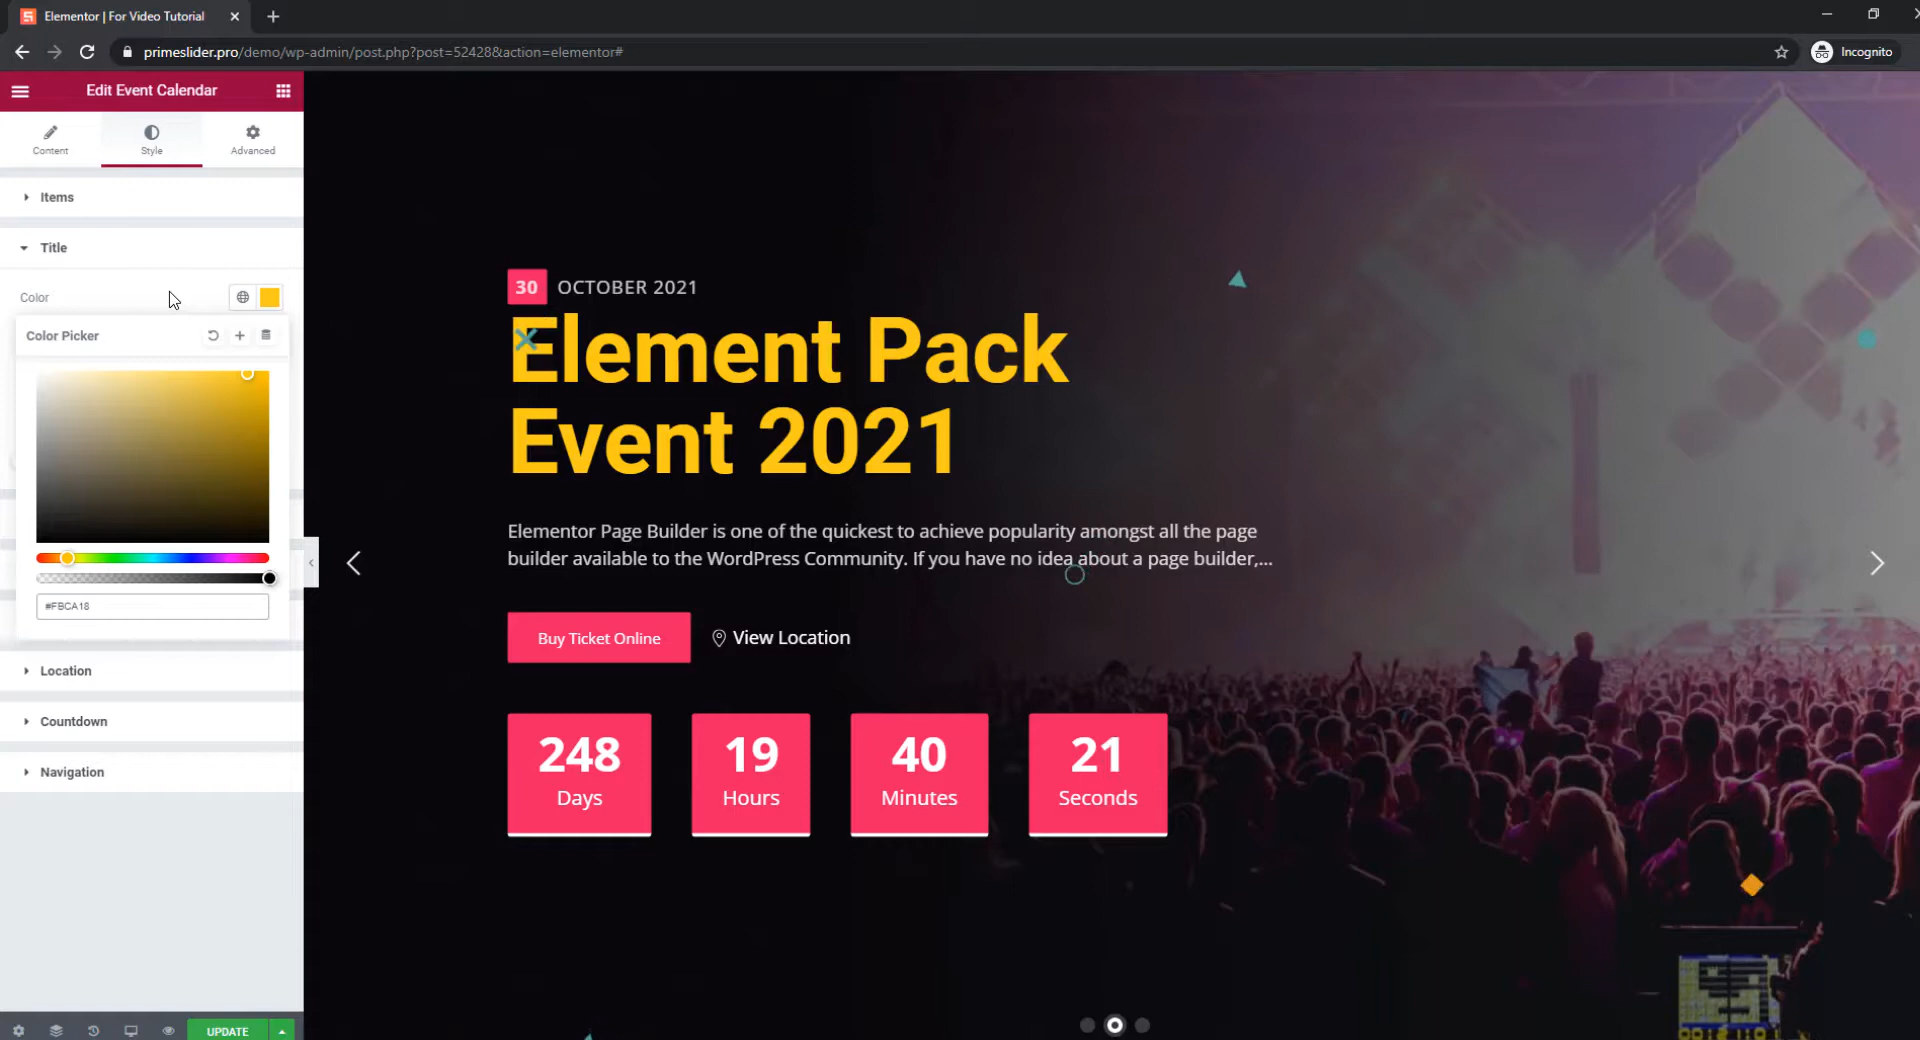 Elementor | For Video Tutorial
primeslider.pro/demo/wp-admin/post.php?post=52428&action=elementor#
Incognito
Edit Event Calendar
Content
Style
Advanced
Items
Title
Color
Color Picker
#FBCA18
Location
Countdown
Navigation
UPDATE
30 OCTOBER 2021
Element Pack
Event 2021
Elementor Page Builder is one of the quickest to achieve popularity amongst all the page
builder available to the WordPress Community. If you have no idea about a page builder,...
Buy Ticket Online
View Location
248
Days
19
Hours
40
Minutes
21
Seconds